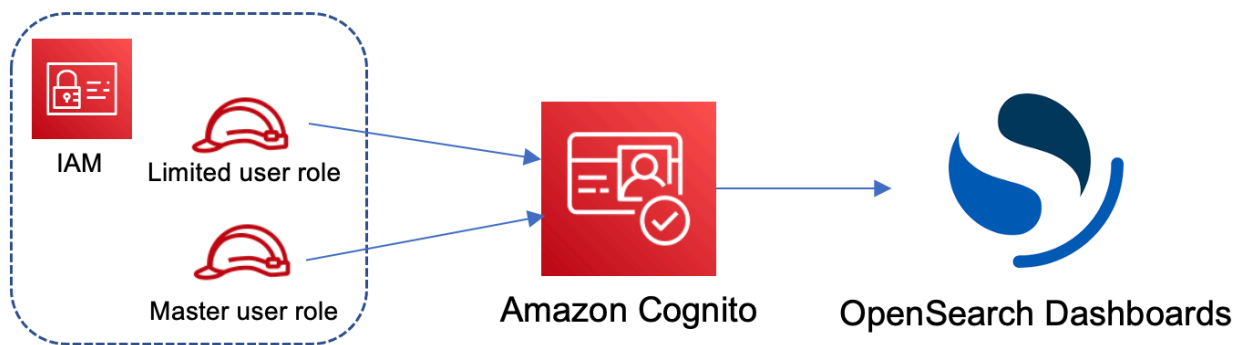 IAM
Limited user role
Master user role
Amazon Cognito
OpenSearch Dashboards